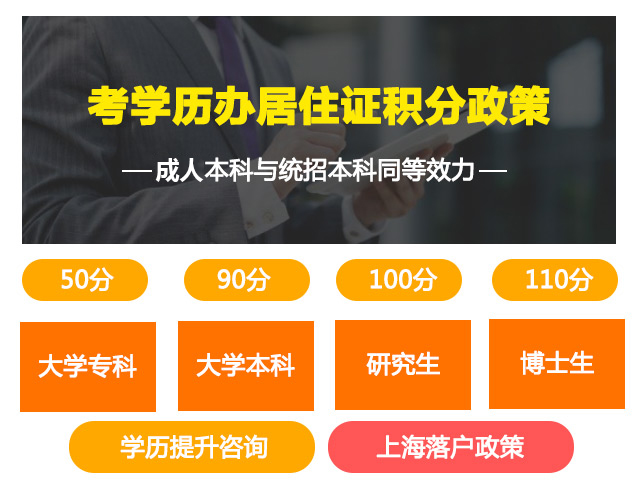 考学历办居住证积分政策
成人本科与统招本科同等效力
50分 90分 100分 110分
大学专科 大学本科 研究生 博士生
学历提升咨询 上海落户政策